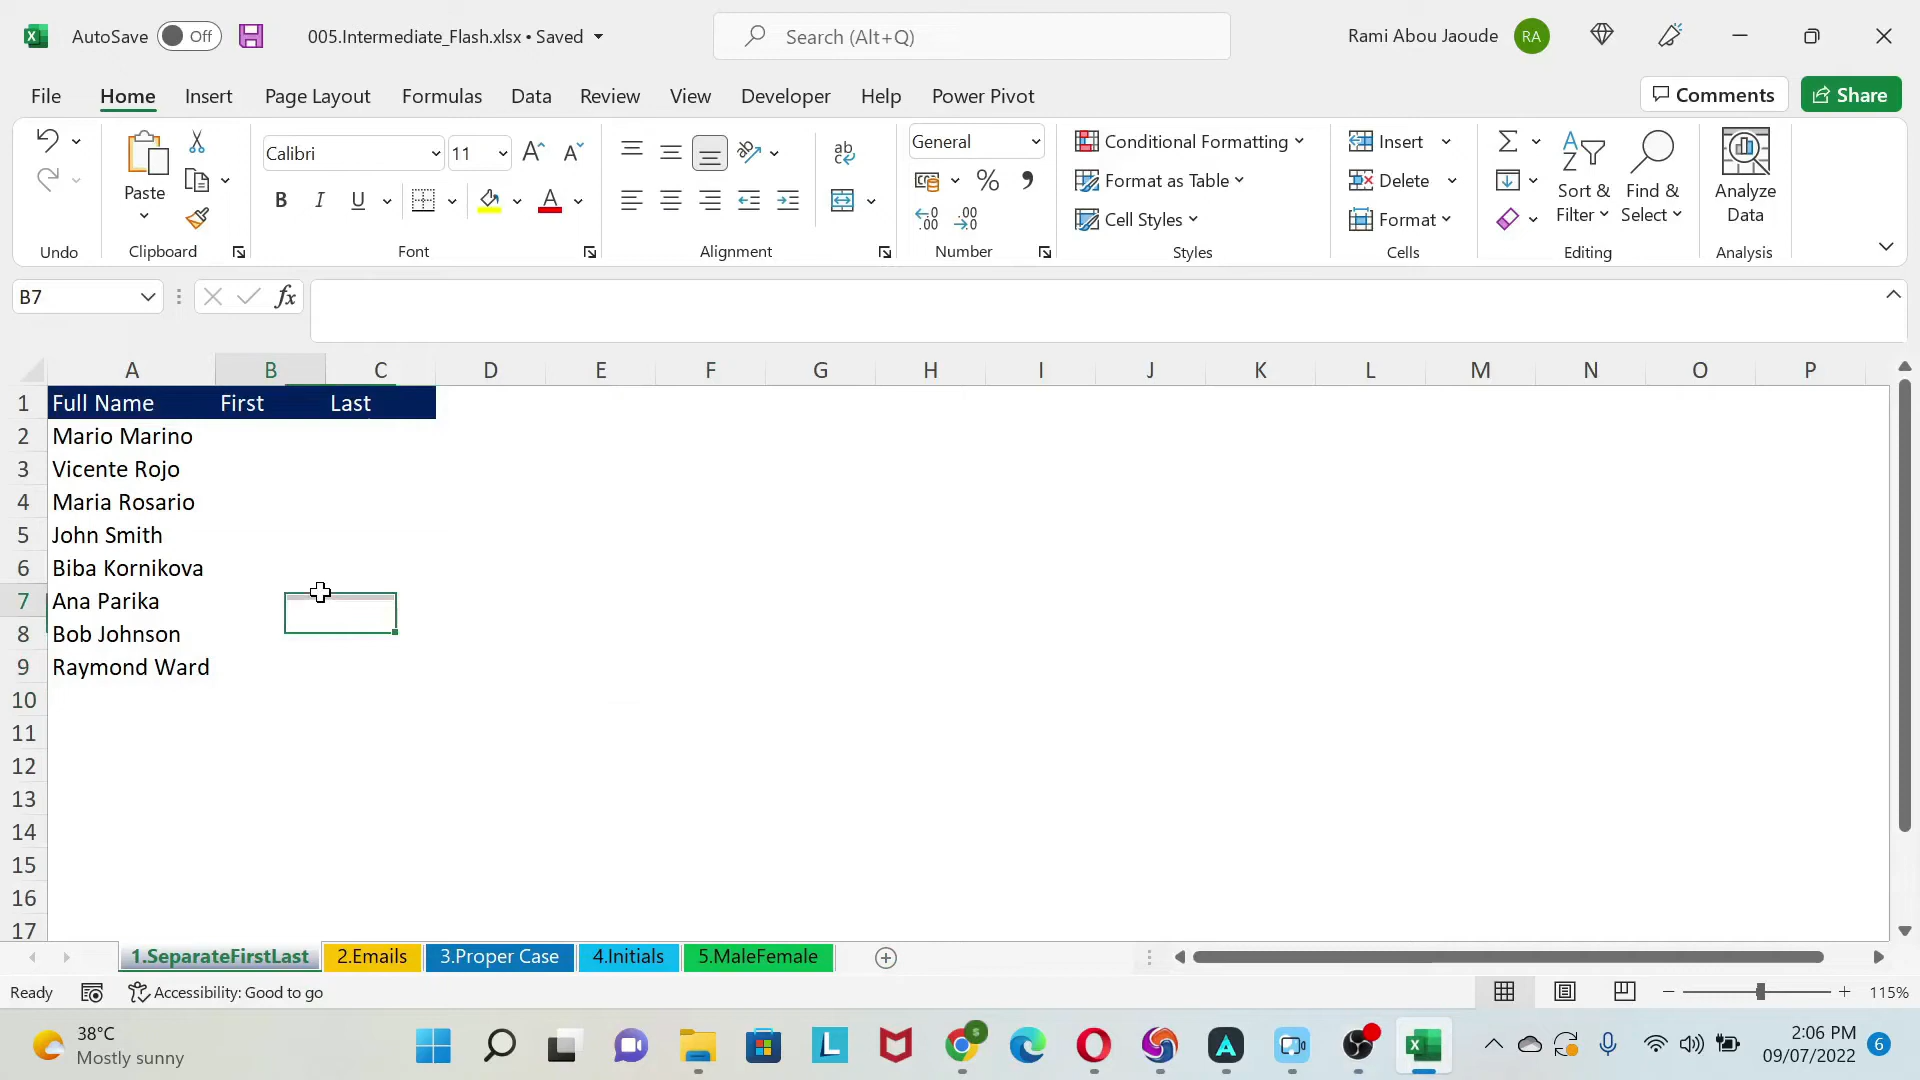 AutoSave Off 005.Intermediate_Flash.xlsx • Saved Search (Alt+Q) Rami Abou Jaoude RA
File Home Insert Page Layout Formulas Data Review View Developer Help Power Pivot Comments Share
Calibri 11 General Conditional Formatting Insert
Paste Format as Table Delete Sort & Filter Find & Select Analyze Data
B I U Cell Styles Format
Undo Clipboard Font Alignment Number Styles Cells Editing Analysis
B7 fx
A B C D E F G H I J K L M N O P
1 Full Name First Last
2 Mario Marino
3 Vicente Rojo
4 Maria Rosario
5 John Smith
6 Biba Kornikova
7 Ana Parika
8 Bob Johnson
9 Raymond Ward
10
11
12
13
14
15
16
17
1.SeparateFirstLast 2.Emails 3.Proper Case 4.Initials 5.MaleFemale
Ready Accessibility: Good to go 115%
38°C 2:06 PM
Mostly sunny 09/07/2022 6